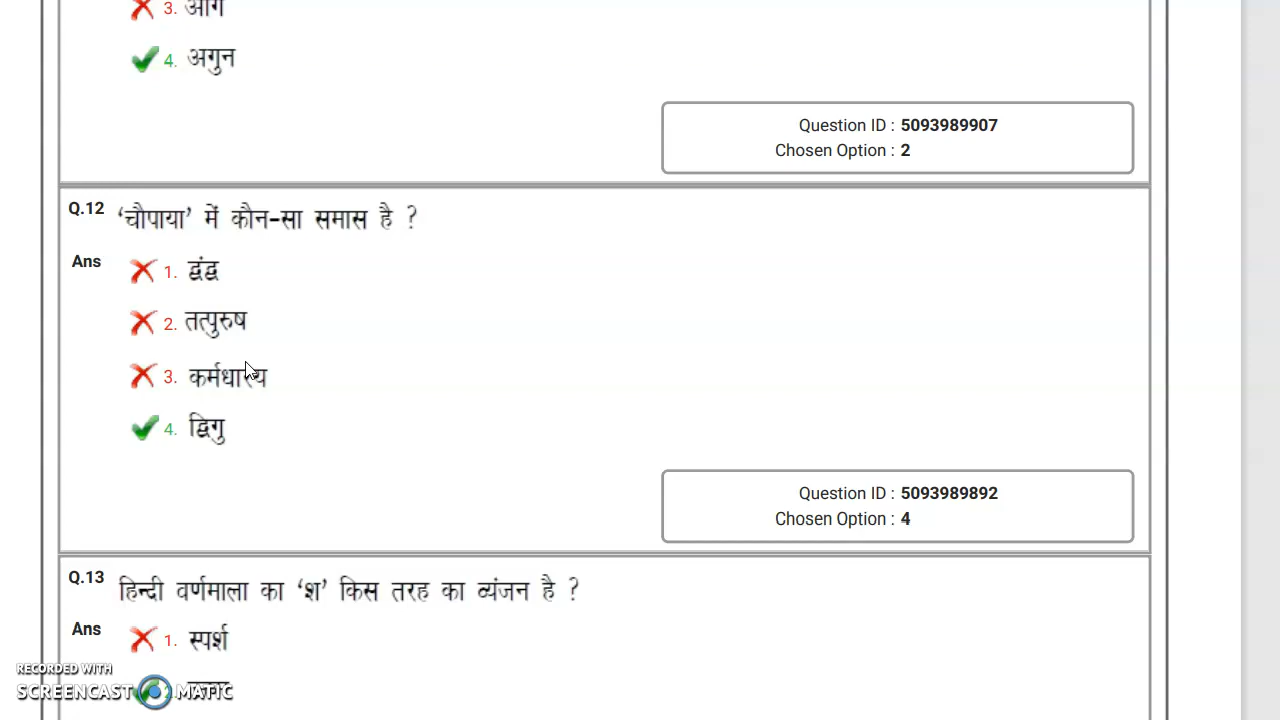 3. आग
4. अगुन
Question ID : 5093989907
Chosen Option : 2
Q.12 ‘चौपाया’ में कौन-सा समास है ?
Ans 1. द्वंद्व
2. तत्पुरुष
3. कर्मधारय
4. द्विगु
Question ID : 5093989892
Chosen Option : 4
Q.13 हिन्दी वर्णमाला का ‘श’ किस तरह का व्यंजन है ?
Ans 1. स्पर्श
RECORDED WITH
SCREENCAST MATIC